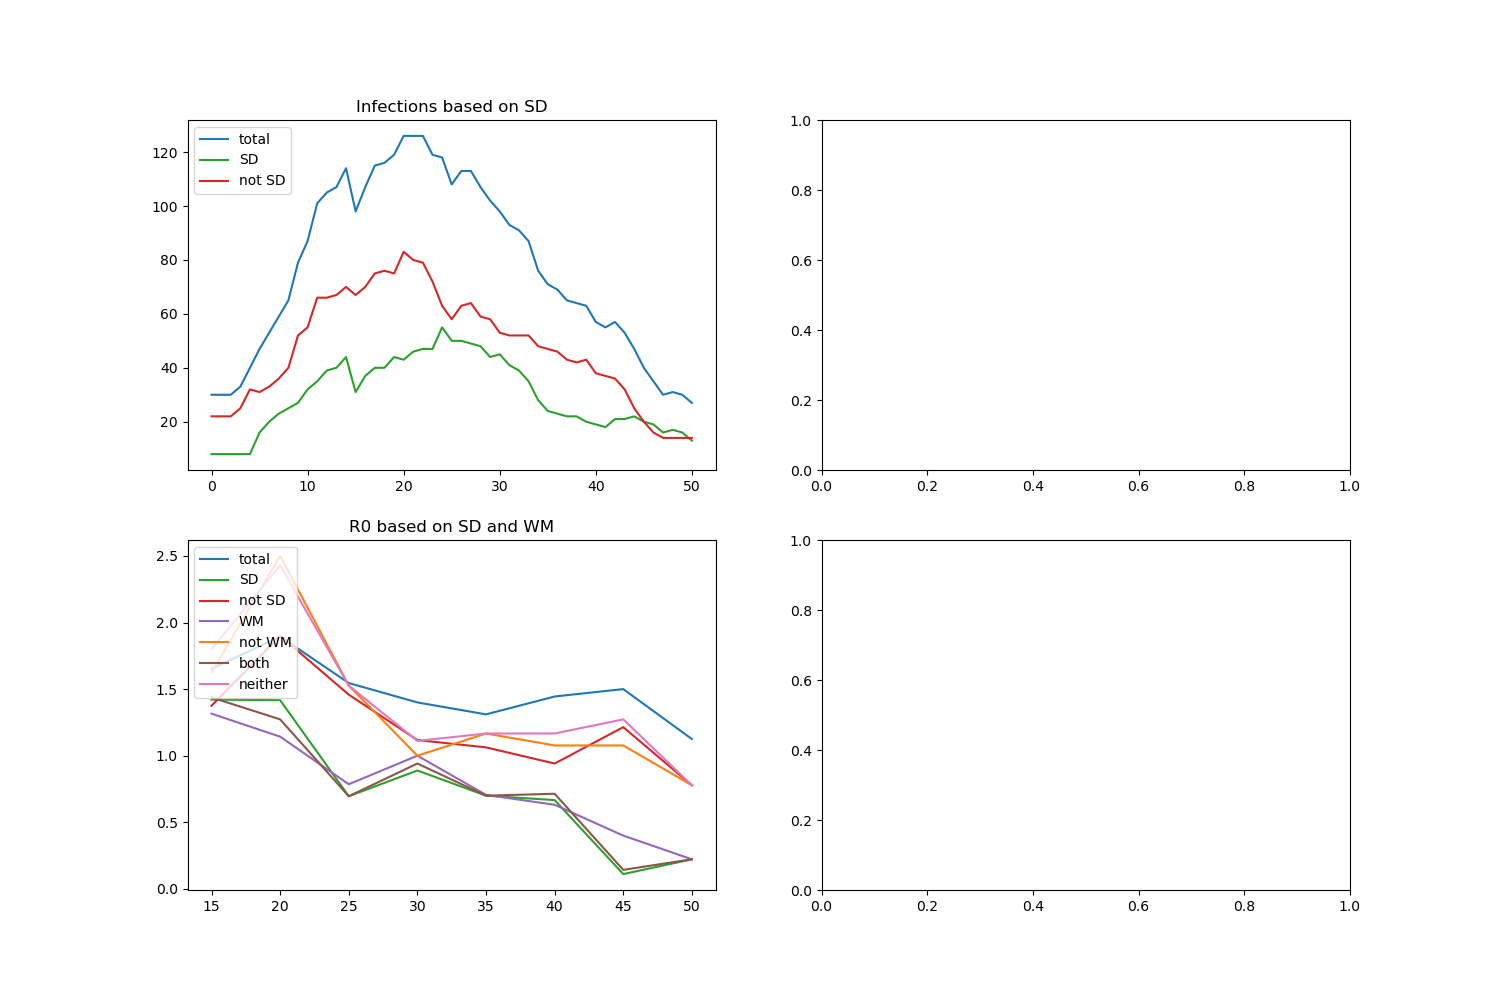 Infections based on SD
total
SD
not SD
120
100
80
60
40
20
0 10 20 30 40 50
1.0
0.8
0.6
0.4
0.2
0.0
0.0 0.2 0.4 0.6 0.8 1.0
R0 based on SD and WM
total
SD
not SD
WM
not WM
both
neither
2.5
2.0
1.5
1.0
0.5
0.0
15 20 25 30 35 40 45 50
1.0
0.8
0.6
0.4
0.2
0.0
0.0 0.2 0.4 0.6 0.8 1.0